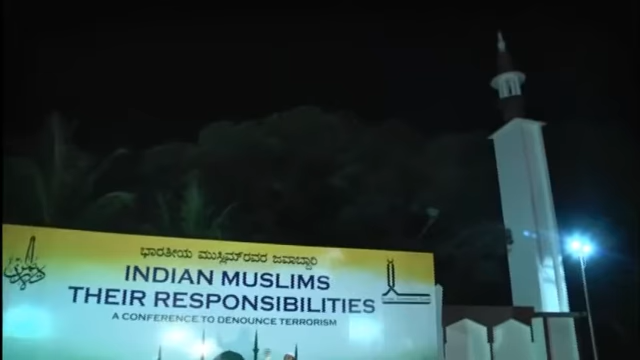 ಭಾರತೀಯ ಮುಸ್ಲಿಮ್‌ರವರ ಜವಾಬ್ದಾರಿ
INDIAN MUSLIMS
THEIR RESPONSIBILITIES
A CONFERENCE TO DENOUNCE TERRORISM